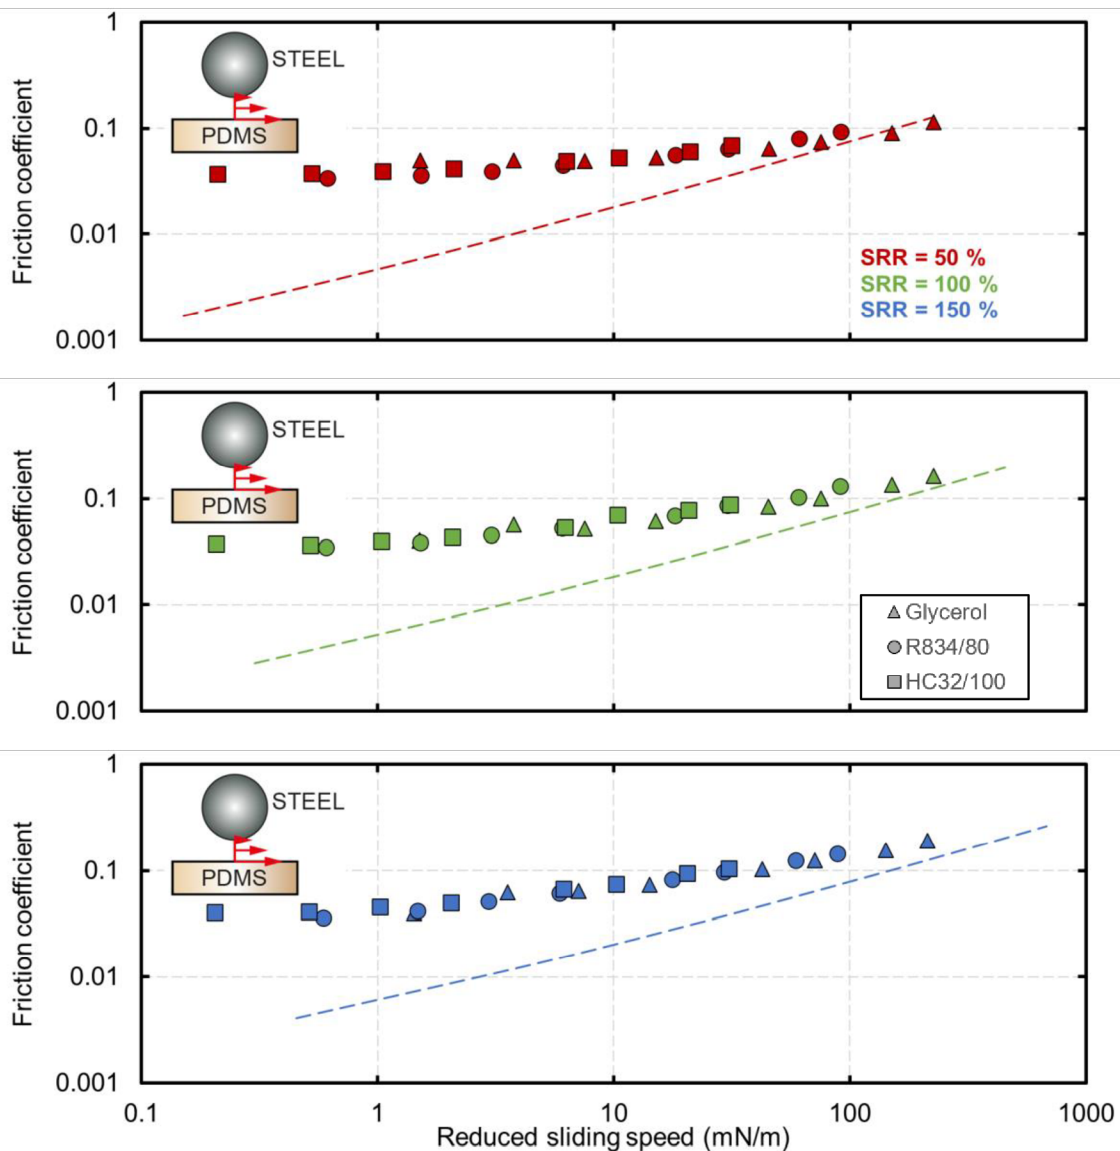 1
STEEL
PDMS
0.1
0.01
0.001
Friction coefficient
SRR = 50 %
SRR = 100 %
SRR = 150 %
1
STEEL
PDMS
0.1
0.01
0.001
Friction coefficient
Glycerol
R834/80
HC32/100
1
STEEL
PDMS
0.1
0.01
0.001
Friction coefficient
0.1 1 10 100 1000
Reduced sliding speed (mN/m)